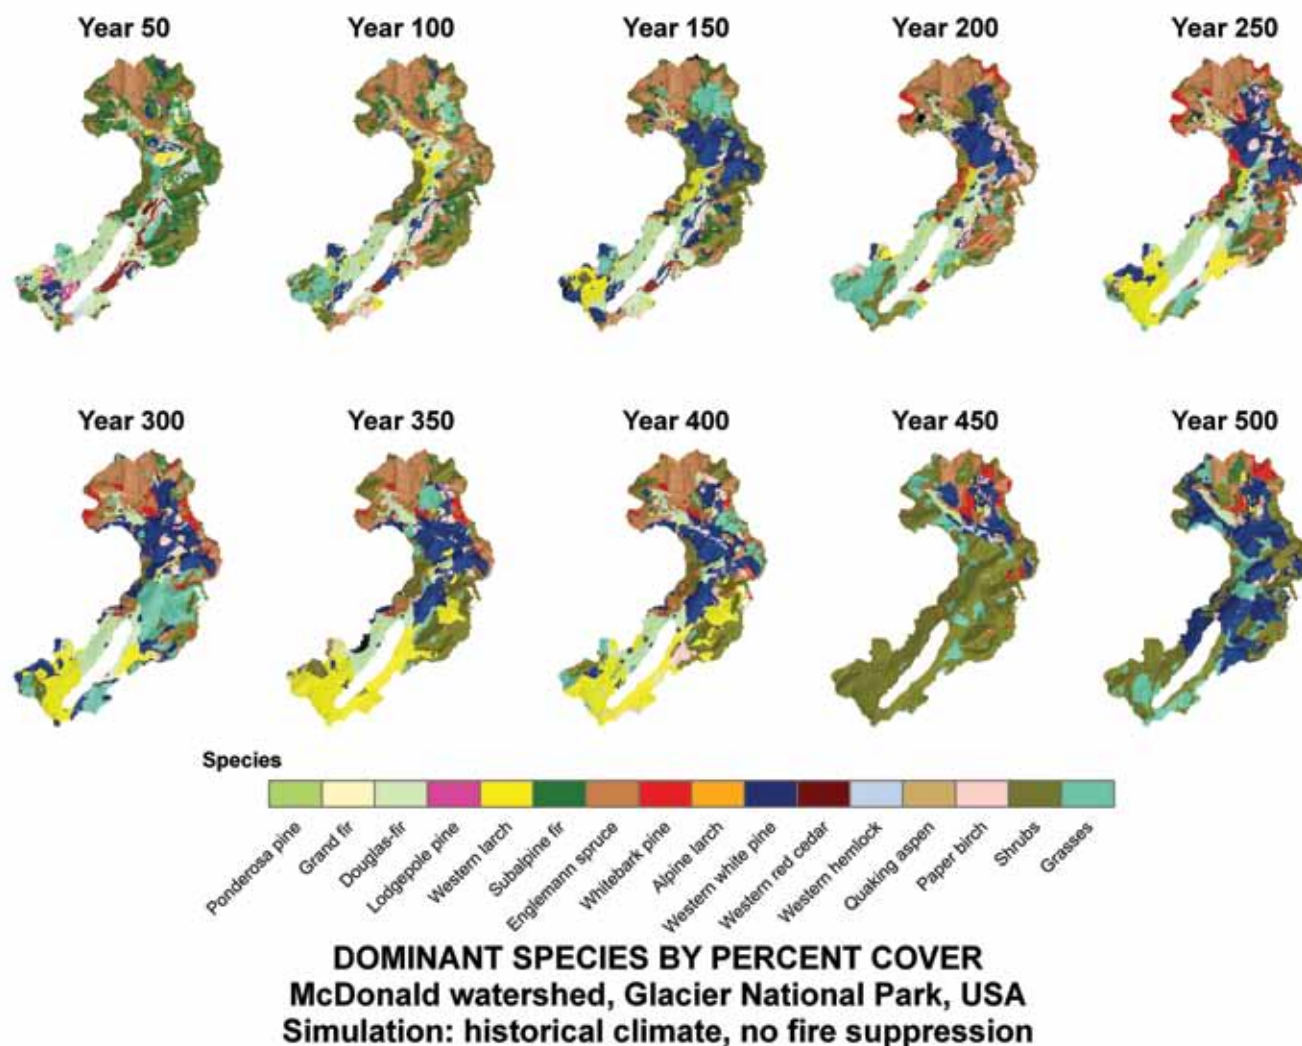 Year 50
Year 100
Year 150
Year 200
Year 250
Year 300
Year 350
Year 400
Year 450
Year 500
Species
Ponderosa pine
Grand fir
Douglas-fir
Lodgepole pine
Western larch
Subalpine fir
Englemann spruce
Whitebark pine
Alpine larch
Western white pine
Western red cedar
Western hemlock
Quaking aspen
Paper birch
Shrubs
Grasses
DOMINANT SPECIES BY PERCENT COVER
McDonald watershed, Glacier National Park, USA
Simulation: historical climate, no fire suppression